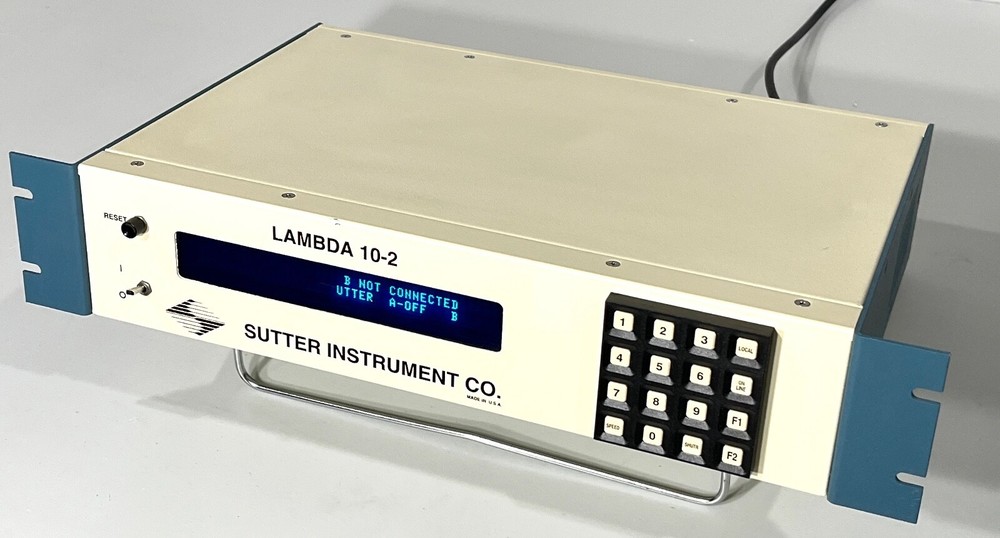 RESET
I
O
LAMBDA 10-2
B NOT CONNECTED
UTTER A-OFF B
SUTTER INSTRUMENT CO.
MADE IN U.S.A.
1 2 3 LOCAL
4 5 6 ON LINE
7 8 9 F1
SPEED 0 SHUTR F2